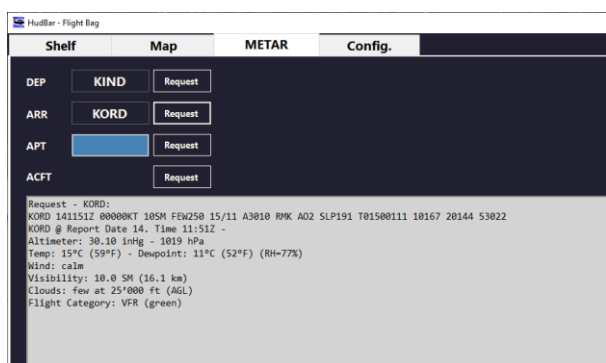 HudBar - Flight Bag
Shelf Map METAR Config.
DEP KIND Request
ARR KORD Request
APT Request
ACFT Request
Request - KORD:
KORD 141151Z 00000KT 10SM FEW250 15/11 A3010 RMK AO2 SLP191 T01500111 10167 20144 53022
KORD @ Report Date 14. Time 11:51Z -
Altimeter: 30.10 inHg - 1019 hPa
Temp: 15°C (59°F) - Dewpoint: 11°C (52°F) (RH=77%)
Wind: calm
Visibility: 10.0 SM (16.1 km)
Clouds: few at 25'000 ft (AGL)
Flight Category: VFR (green)